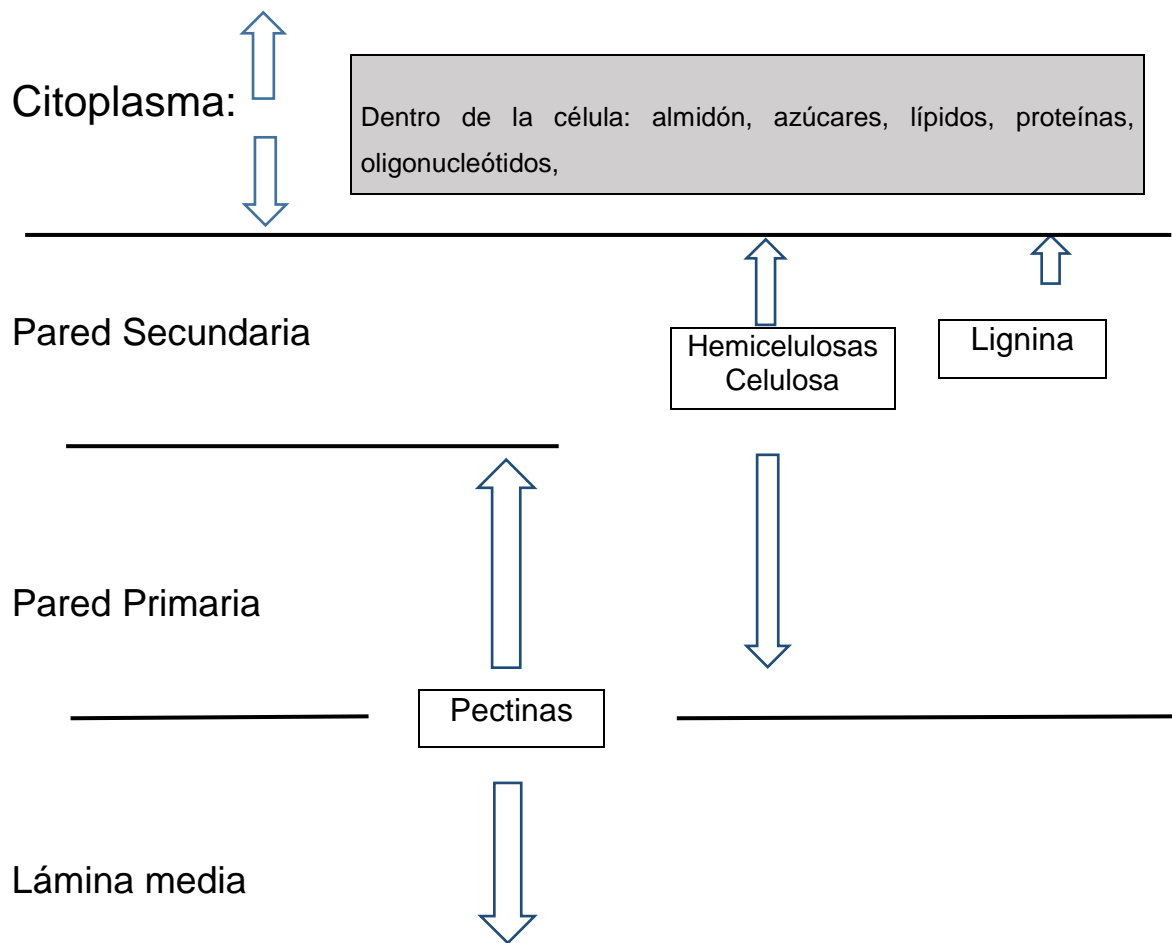 Citoplasma:
Dentro de la célula: almidón, azúcares, lípidos, proteínas,
oligonucleótidos,
Pared Secundaria
Hemicelulosas
Celulosa
Lignina
Pared Primaria
Pectinas
Lámina media